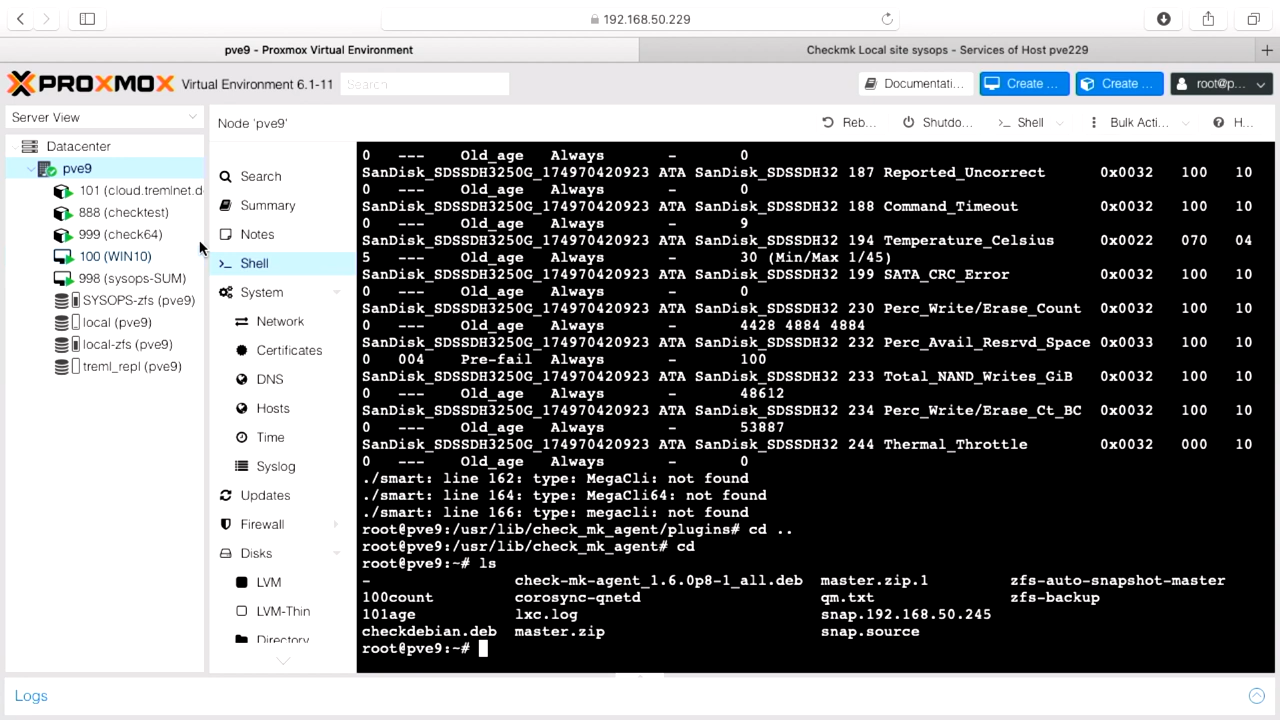 192.168.50.229
pve9 - Proxmox Virtual Environment
Checkmk Local site sysops - Services of Host pve229
PROXMOX Virtual Environment 6.1-11
Search
Documentati...
Create ...
Create ...
root@p...
Server View
Datacenter
pve9
101 (cloud.tremlnet.d
888 (checktest)
999 (check64)
100 (WIN10)
998 (sysops-SUM)
SYSOPS-zfs (pve9)
local (pve9)
local-zfs (pve9)
treml_repl (pve9)
Node 'pve9'
Reb...
Shutdo...
Shell
Bulk Acti...
H...
Search
Summary
Notes
Shell
System
Network
Certificates
DNS
Hosts
Time
Syslog
Updates
Firewall
Disks
LVM
LVM-Thin
Directory
0 --- Old_age Always - 0
SanDisk_SDSSDH3250G_174970420923 ATA SanDisk_SDSSDH32 187 Reported_Uncorrect 0x0032 100 10
0 --- Old_age Always - 0
SanDisk_SDSSDH3250G_174970420923 ATA SanDisk_SDSSDH32 188 Command_Timeout 0x0032 100 10
0 --- Old_age Always - 9
SanDisk_SDSSDH3250G_174970420923 ATA SanDisk_SDSSDH32 194 Temperature_Celsius 0x0022 070 04
5 --- Old_age Always - 30 (Min/Max 1/45)
SanDisk_SDSSDH3250G_174970420923 ATA SanDisk_SDSSDH32 199 SATA_CRC_Error 0x0032 100 10
0 --- Old_age Always - 0
SanDisk_SDSSDH3250G_174970420923 ATA SanDisk_SDSSDH32 230 Perc_Write/Erase_Count 0x0032 100 10
0 --- Old_age Always - 4428 4884 4884
SanDisk_SDSSDH3250G_174970420923 ATA SanDisk_SDSSDH32 232 Perc_Avail_Resrvd_Space 0x0033 100 10
0 004 Pre-fail Always - 100
SanDisk_SDSSDH3250G_174970420923 ATA SanDisk_SDSSDH32 233 Total_NAND_Writes_GiB 0x0032 100 10
0 --- Old_age Always - 48612
SanDisk_SDSSDH3250G_174970420923 ATA SanDisk_SDSSDH32 234 Perc_Write/Erase_Ct_BC 0x0032 100 10
0 --- Old_age Always - 53887
SanDisk_SDSSDH3250G_174970420923 ATA SanDisk_SDSSDH32 244 Thermal_Throttle 0x0032 000 10
0 --- Old_age Always - 0
./smart: line 162: type: MegaCli: not found
./smart: line 164: type: MegaCli64: not found
./smart: line 166: type: megacli: not found
root@pve9:/usr/lib/check_mk_agent/plugins# cd ..
root@pve9:/usr/lib/check_mk_agent# cd
root@pve9:~# ls
- check-mk-agent_1.6.0p8-1_all.deb master.zip.1 zfs-auto-snapshot-master
100count corosync-qnetd qm.txt zfs-backup
101age lxc.log snap.192.168.50.245
checkdebian.deb master.zip snap.source
root@pve9:~#
Logs